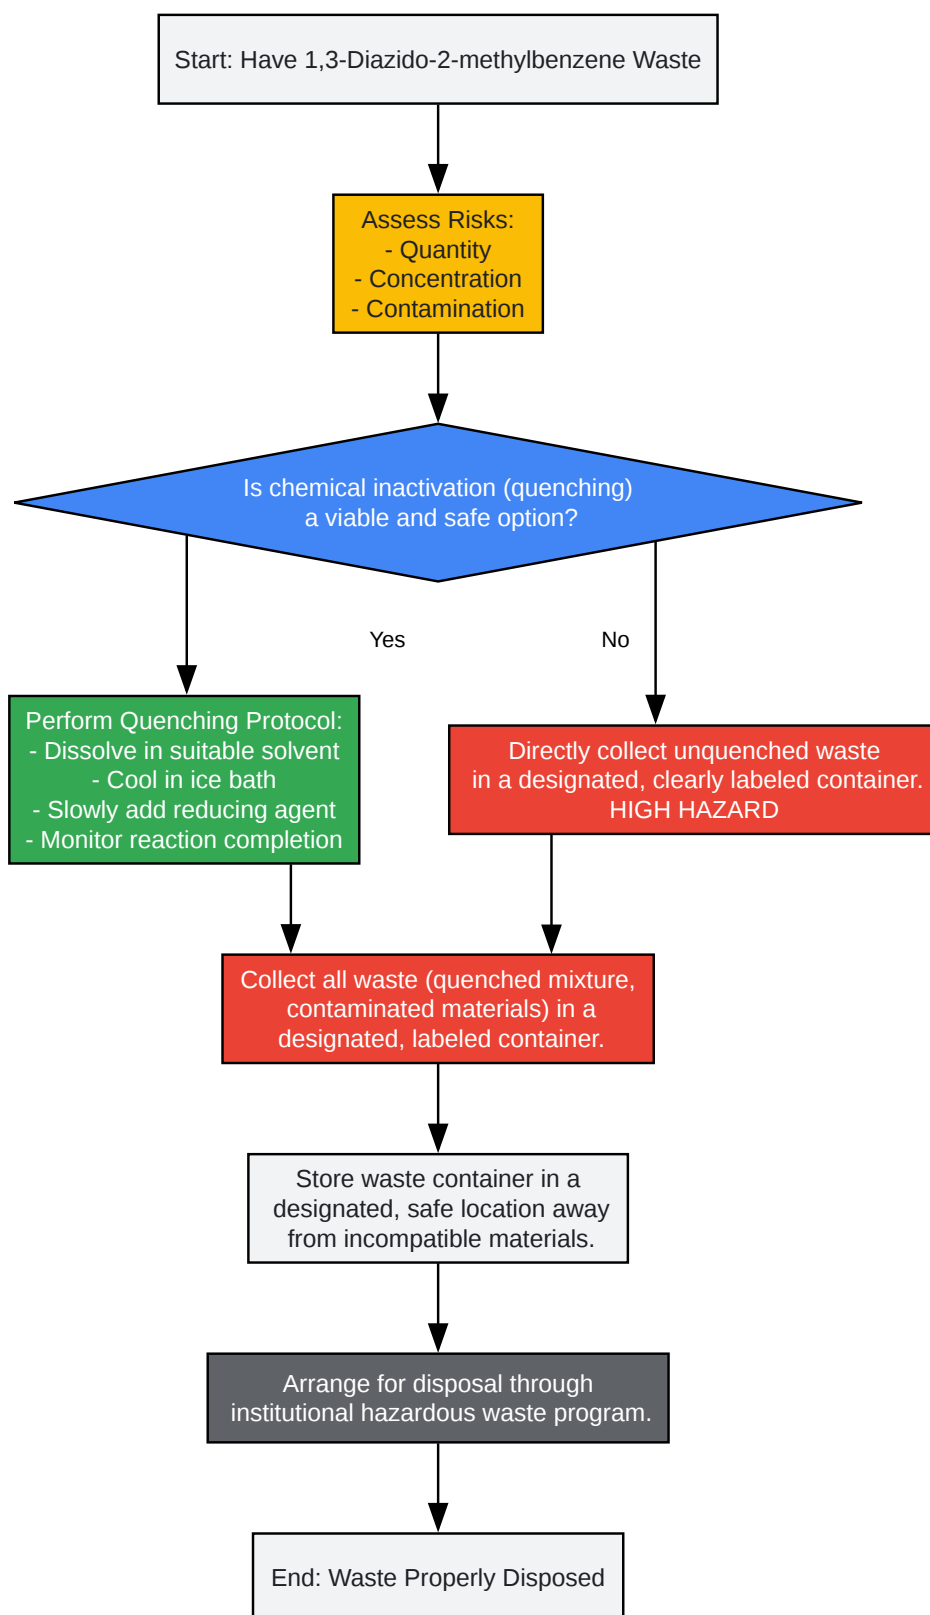 Start: Have 1,3-Diazido-2-methylbenzene Waste
Assess Risks:
- Quantity
- Concentration
- Contamination
Is chemical inactivation (quenching)
a viable and safe option?
Yes
No
Perform Quenching Protocol:
- Dissolve in suitable solvent
- Cool in ice bath
- Slowly add reducing agent
- Monitor reaction completion
Directly collect unquenched waste
in a designated, clearly labeled container.
HIGH HAZARD
Collect all waste (quenched mixture,
contaminated materials) in a
designated, labeled container.
Store waste container in a
designated, safe location away
from incompatible materials.
Arrange for disposal through
institutional hazardous waste program.
End: Waste Properly Disposed